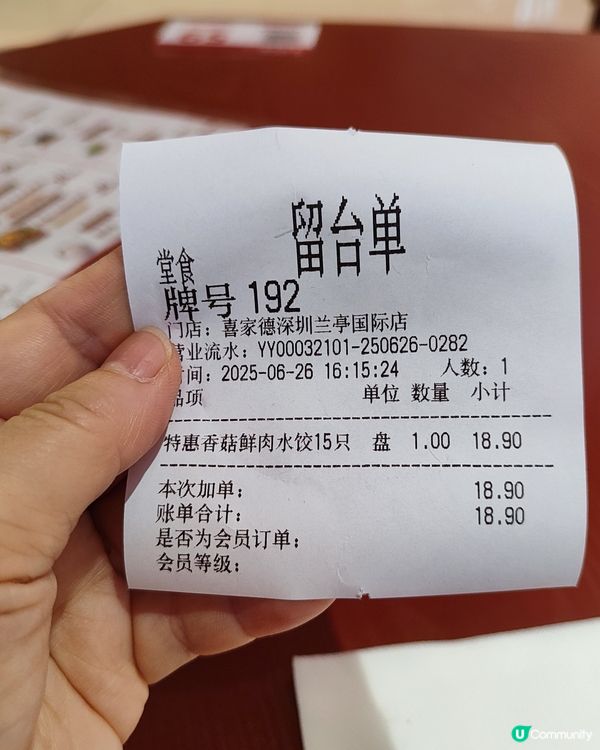 留台单
堂食
牌号 192
门店: 喜家德深圳兰亭国际店
营业流水: YY00032101-250626-0282
间: 2025-06-26 16:15:24 人数: 1
品项 单位 数量 小计
特惠香菇鲜肉水饺15只 盘 1.00 18.90
本次加单: 18.90
账单合计: 18.90
是否为会员订单:
会员等级:
U Community